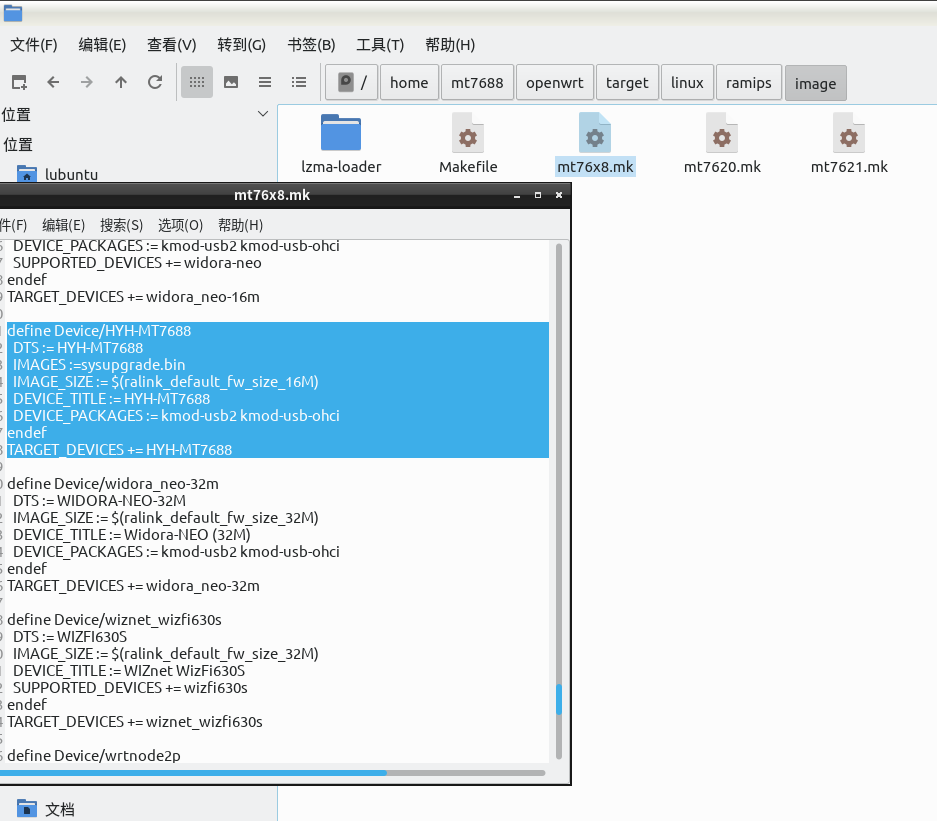 文件(F) 编辑(E) 查看(V) 转到(G) 书签(B) 工具(T) 帮助(H)
/ home mt7688 openwrt target linux ramips image
位置
位置
lubuntu
lzma-loader Makefile mt76x8.mk mt7620.mk mt7621.mk
mt76x8.mk
件(F) 编辑(E) 搜索(S) 选项(O) 帮助(H)
DEVICE_PACKAGES := kmod-usb2 kmod-usb-ohci
SUPPORTED_DEVICES += widora-neo
endef
TARGET_DEVICES += widora_neo-16m
define Device/HYH-MT7688
DTS := HYH-MT7688
IMAGES :=sysupgrade.bin
IMAGE_SIZE := $(ralink_default_fw_size_16M)
DEVICE_TITLE := HYH-MT7688
DEVICE_PACKAGES := kmod-usb2 kmod-usb-ohci
endef
TARGET_DEVICES += HYH-MT7688
define Device/widora_neo-32m
DTS := WIDORA-NEO-32M
IMAGE_SIZE := $(ralink_default_fw_size_32M)
DEVICE_TITLE := Widora-NEO (32M)
DEVICE_PACKAGES := kmod-usb2 kmod-usb-ohci
endef
TARGET_DEVICES += widora_neo-32m
define Device/wiznet_wizfi630s
DTS := WIZFI630S
IMAGE_SIZE := $(ralink_default_fw_size_32M)
DEVICE_TITLE := WIZnet WizFi630S
SUPPORTED_DEVICES += wizfi630s
endef
TARGET_DEVICES += wiznet_wizfi630s
define Device/wrtnode2p
文档